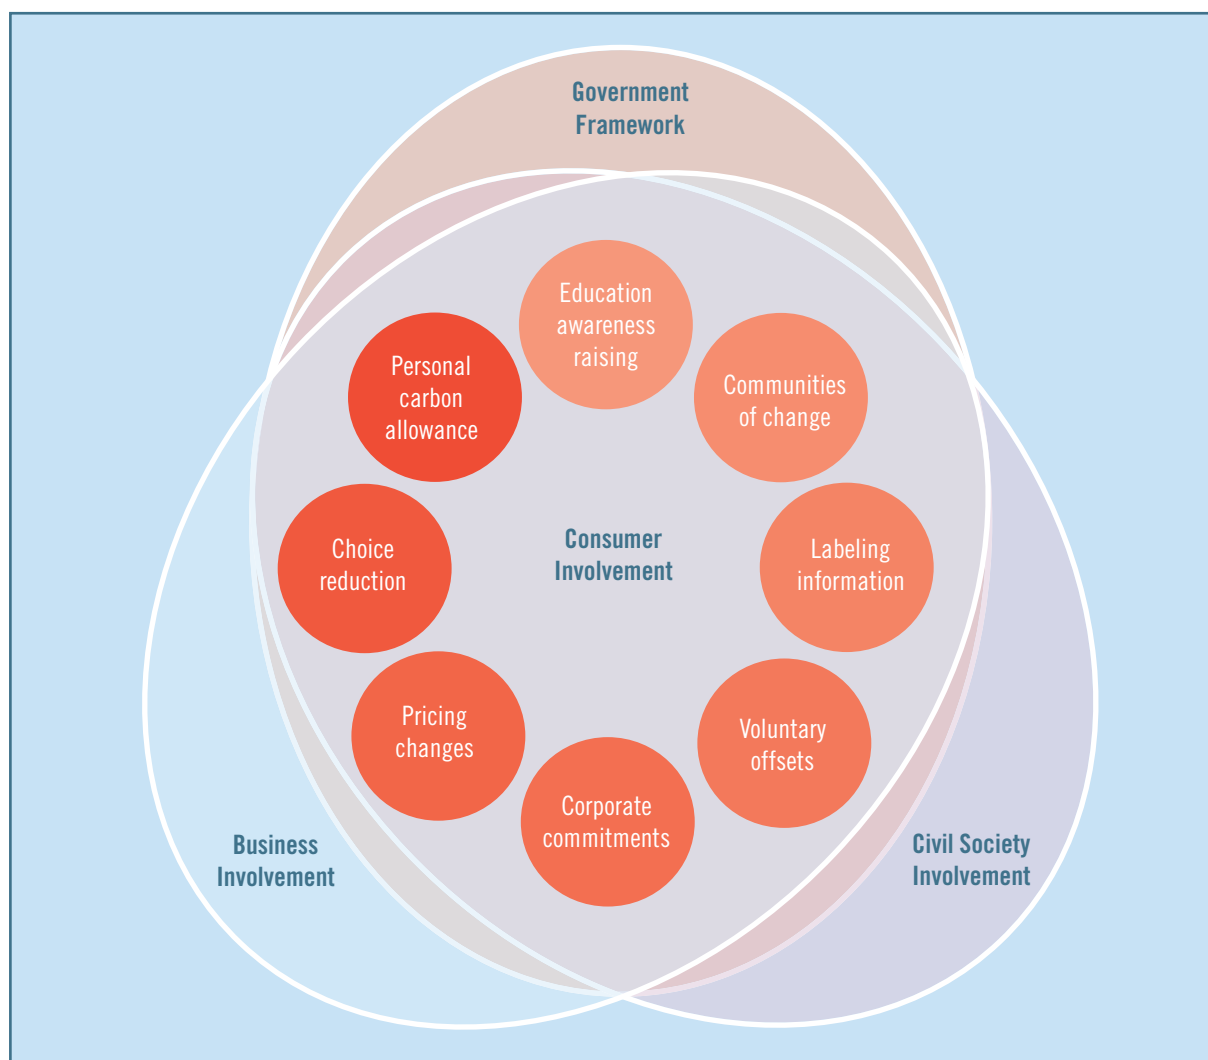 Government
Framework
Education
awareness
raising
Personal
carbon
allowance
Communities
of change
Choice
reduction
Consumer
Involvement
Labeling
information
Pricing
changes
Voluntary
offsets
Corporate
commitments
Business
Involvement
Civil Society
Involvement